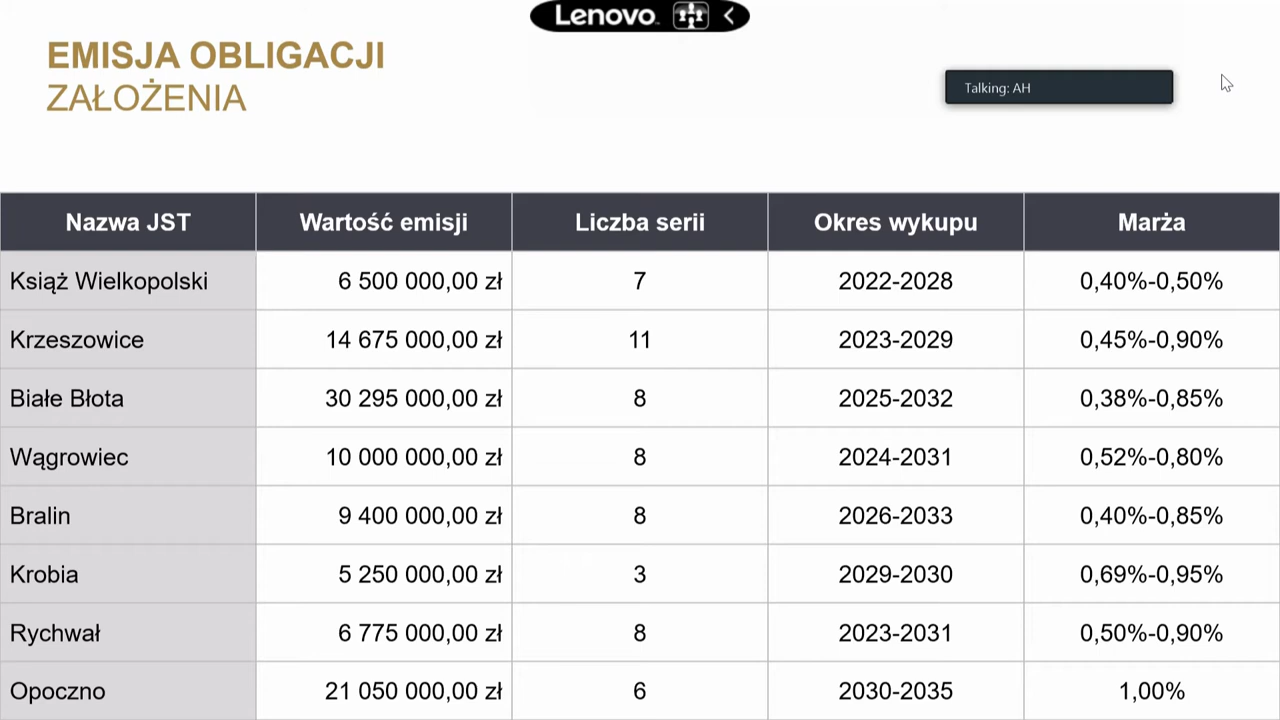 Lenovo
EMISJA OBLIGACJI
ZAŁOŻENIA
Talking: AH
Nazwa JST Wartość emisji Liczba serii Okres wykupu Marża
Książ Wielkopolski 6 500 000,00 zł 7 2022-2028 0,40%-0,50%
Krzeszowice 14 675 000,00 zł 11 2023-2029 0,45%-0,90%
Białe Błota 30 295 000,00 zł 8 2025-2032 0,38%-0,85%
Wągrowiec 10 000 000,00 zł 8 2024-2031 0,52%-0,80%
Bralin 9 400 000,00 zł 8 2026-2033 0,40%-0,85%
Krobia 5 250 000,00 zł 3 2029-2030 0,69%-0,95%
Rychwał 6 775 000,00 zł 8 2023-2031 0,50%-0,90%
Opoczno 21 050 000,00 zł 6 2030-2035 1,00%